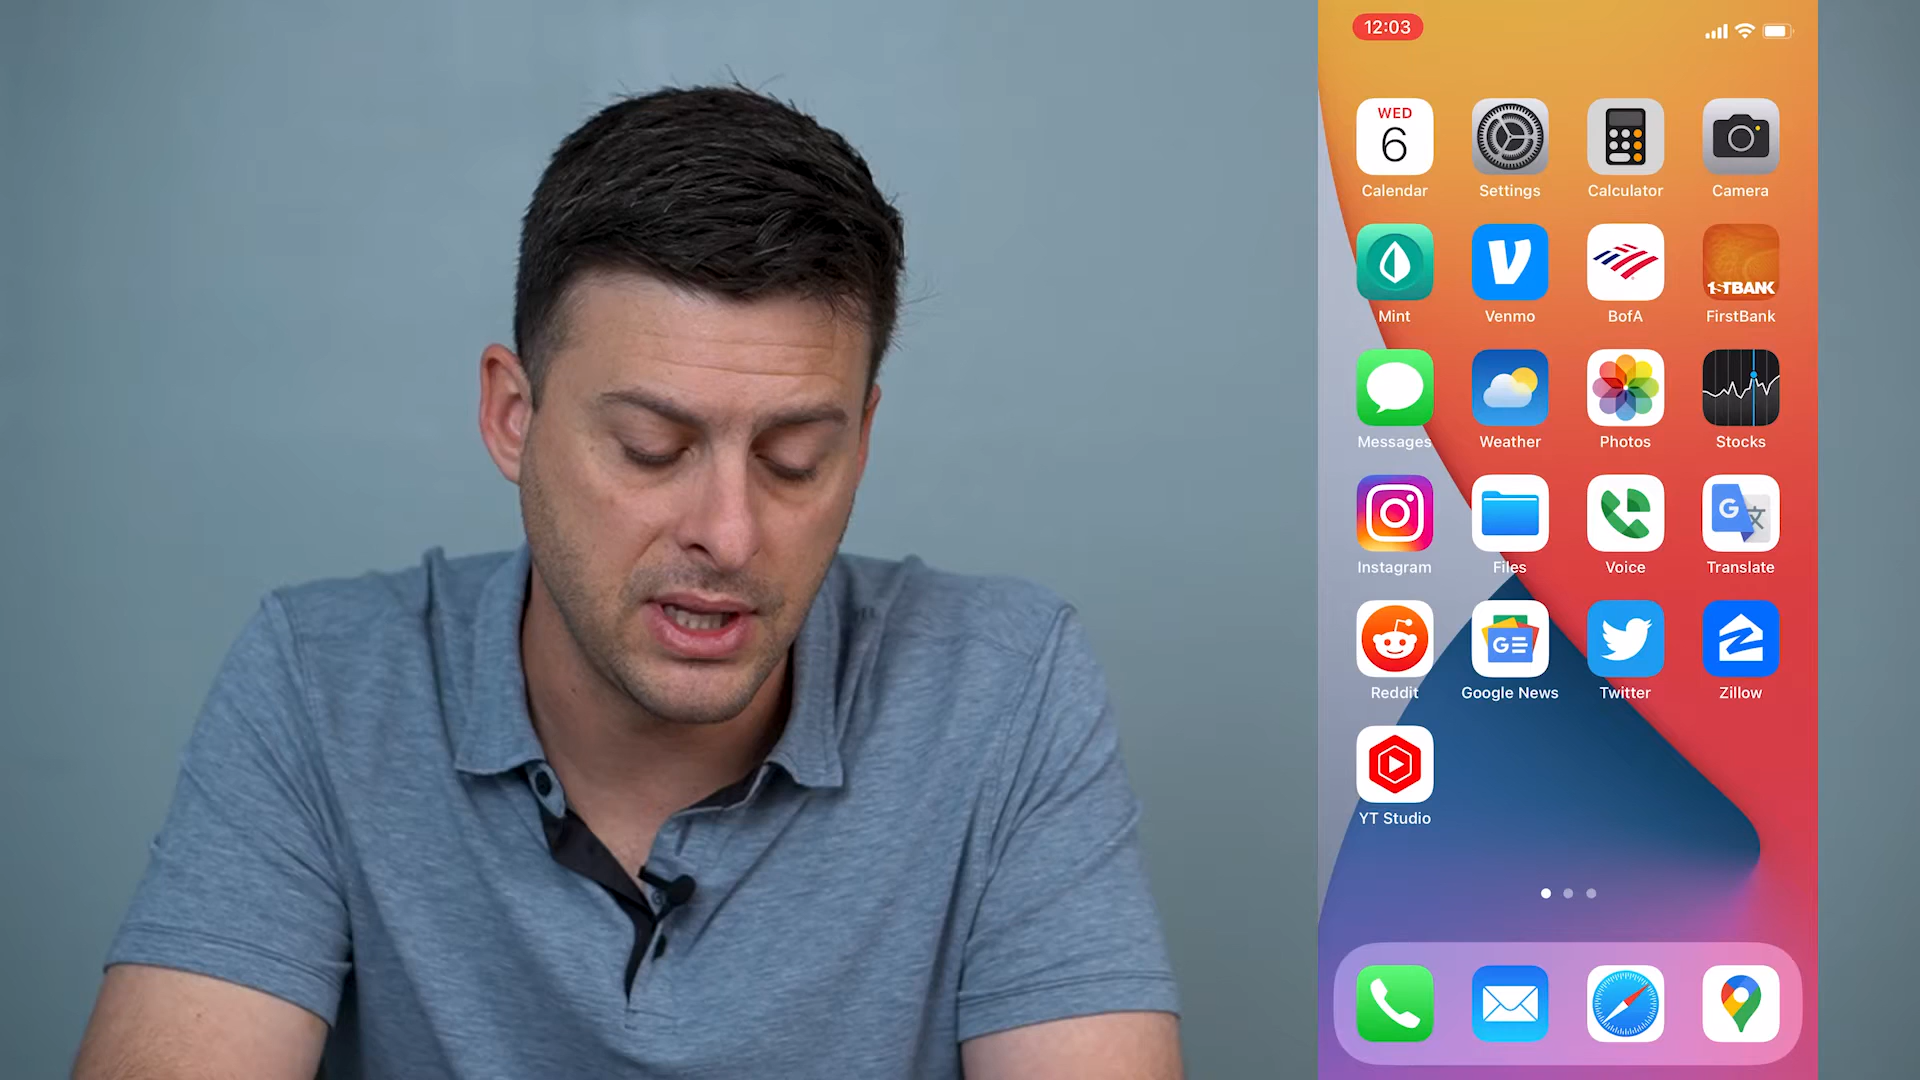 12:03
WED
6
Calendar Settings Calculator Camera
1STBANK
Mint Venmo BofA FirstBank
Messages Weather Photos Stocks
G 文
Instagram Files Voice Translate
G
Reddit Google News Twitter Zillow
YT Studio